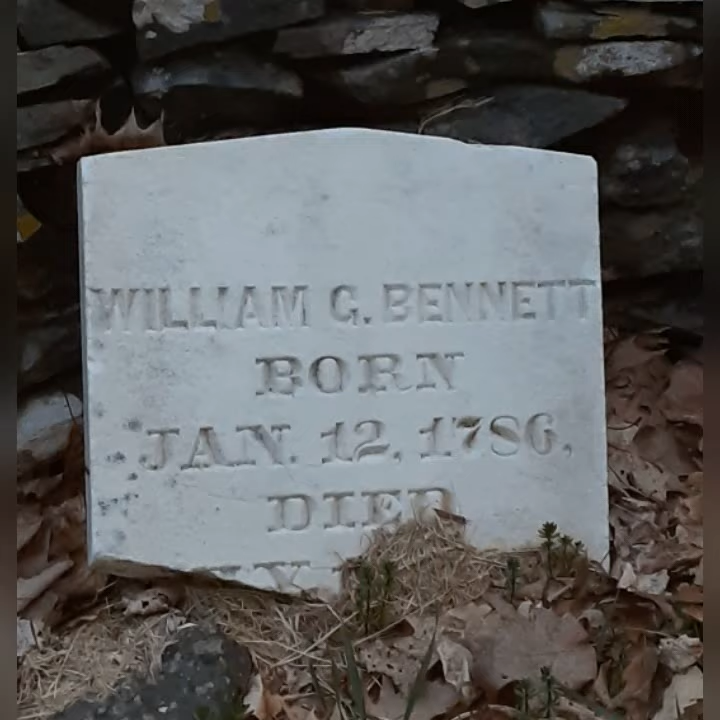 WILLIAM G. BENNETT
BORN
JAN. 12, 1786,
DIED